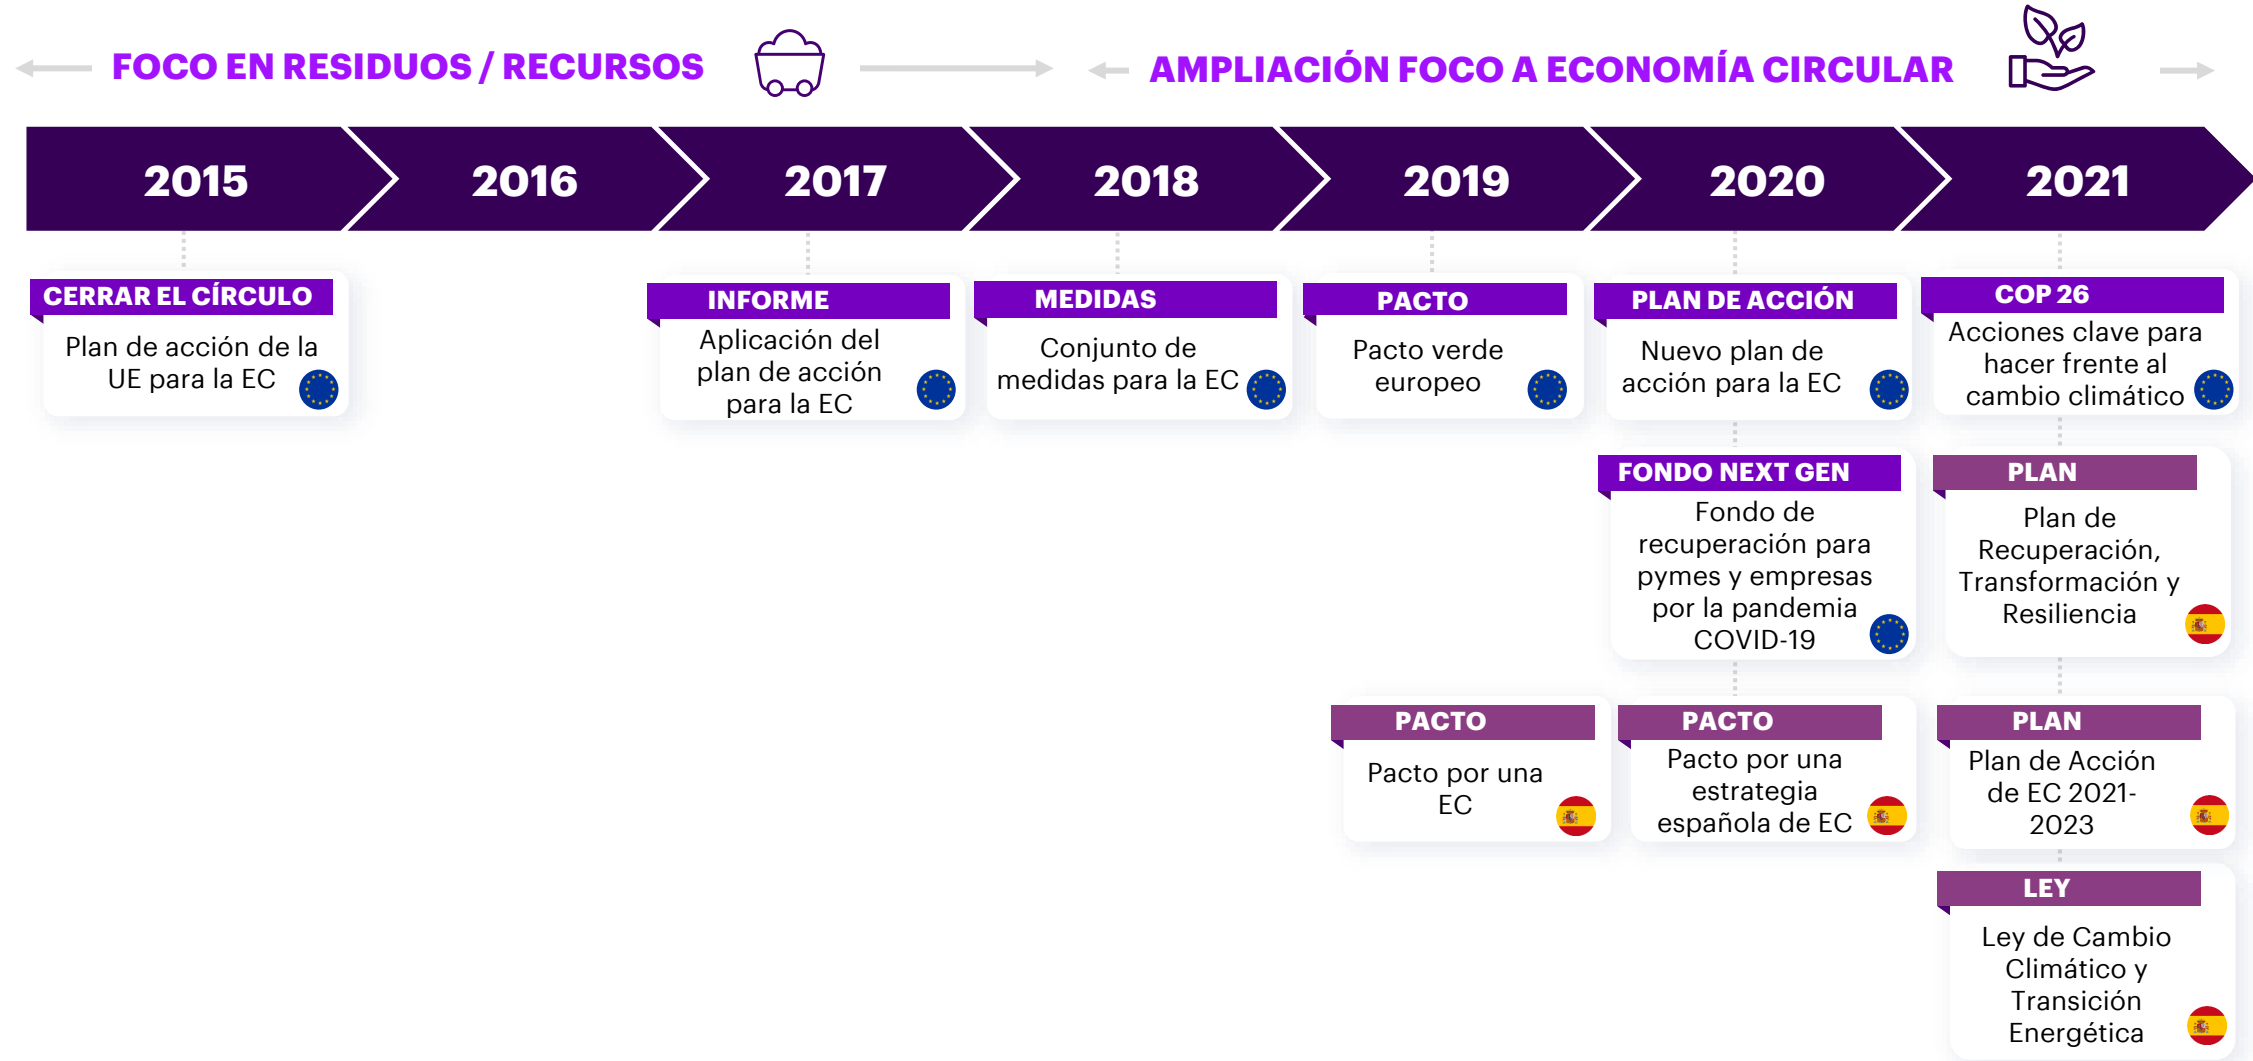 FOCO EN RESIDUOS / RECURSOS
AMPLIACIÓN FOCO A ECONOMÍA CIRCULAR
2015
2016
2017
2018
2019
2020
2021
CERRAR EL CÍRCULO
Plan de acción de la
UE para la EC
INFORME
Aplicación del
plan de acción
para la EC
MEDIDAS
Conjunto de
medidas para la EC
PACTO
Pacto verde
europeo
PLAN DE ACCIÓN
Nuevo plan de
acción para la EC
COP 26
Acciones clave para
hacer frente al
cambio climático
FONDO NEXT GEN
Fondo de
recuperación para
pymes y empresas
por la pandemia
COVID-19
PLAN
Plan de
Recuperación,
Transformación y
Resiliencia
PACTO
Pacto por una
EC
PACTO
Pacto por una
estrategia
española de EC
PLAN
Plan de Acción
de EC 2021-
2023
LEY
Ley de Cambio
Climático y
Transición
Energética